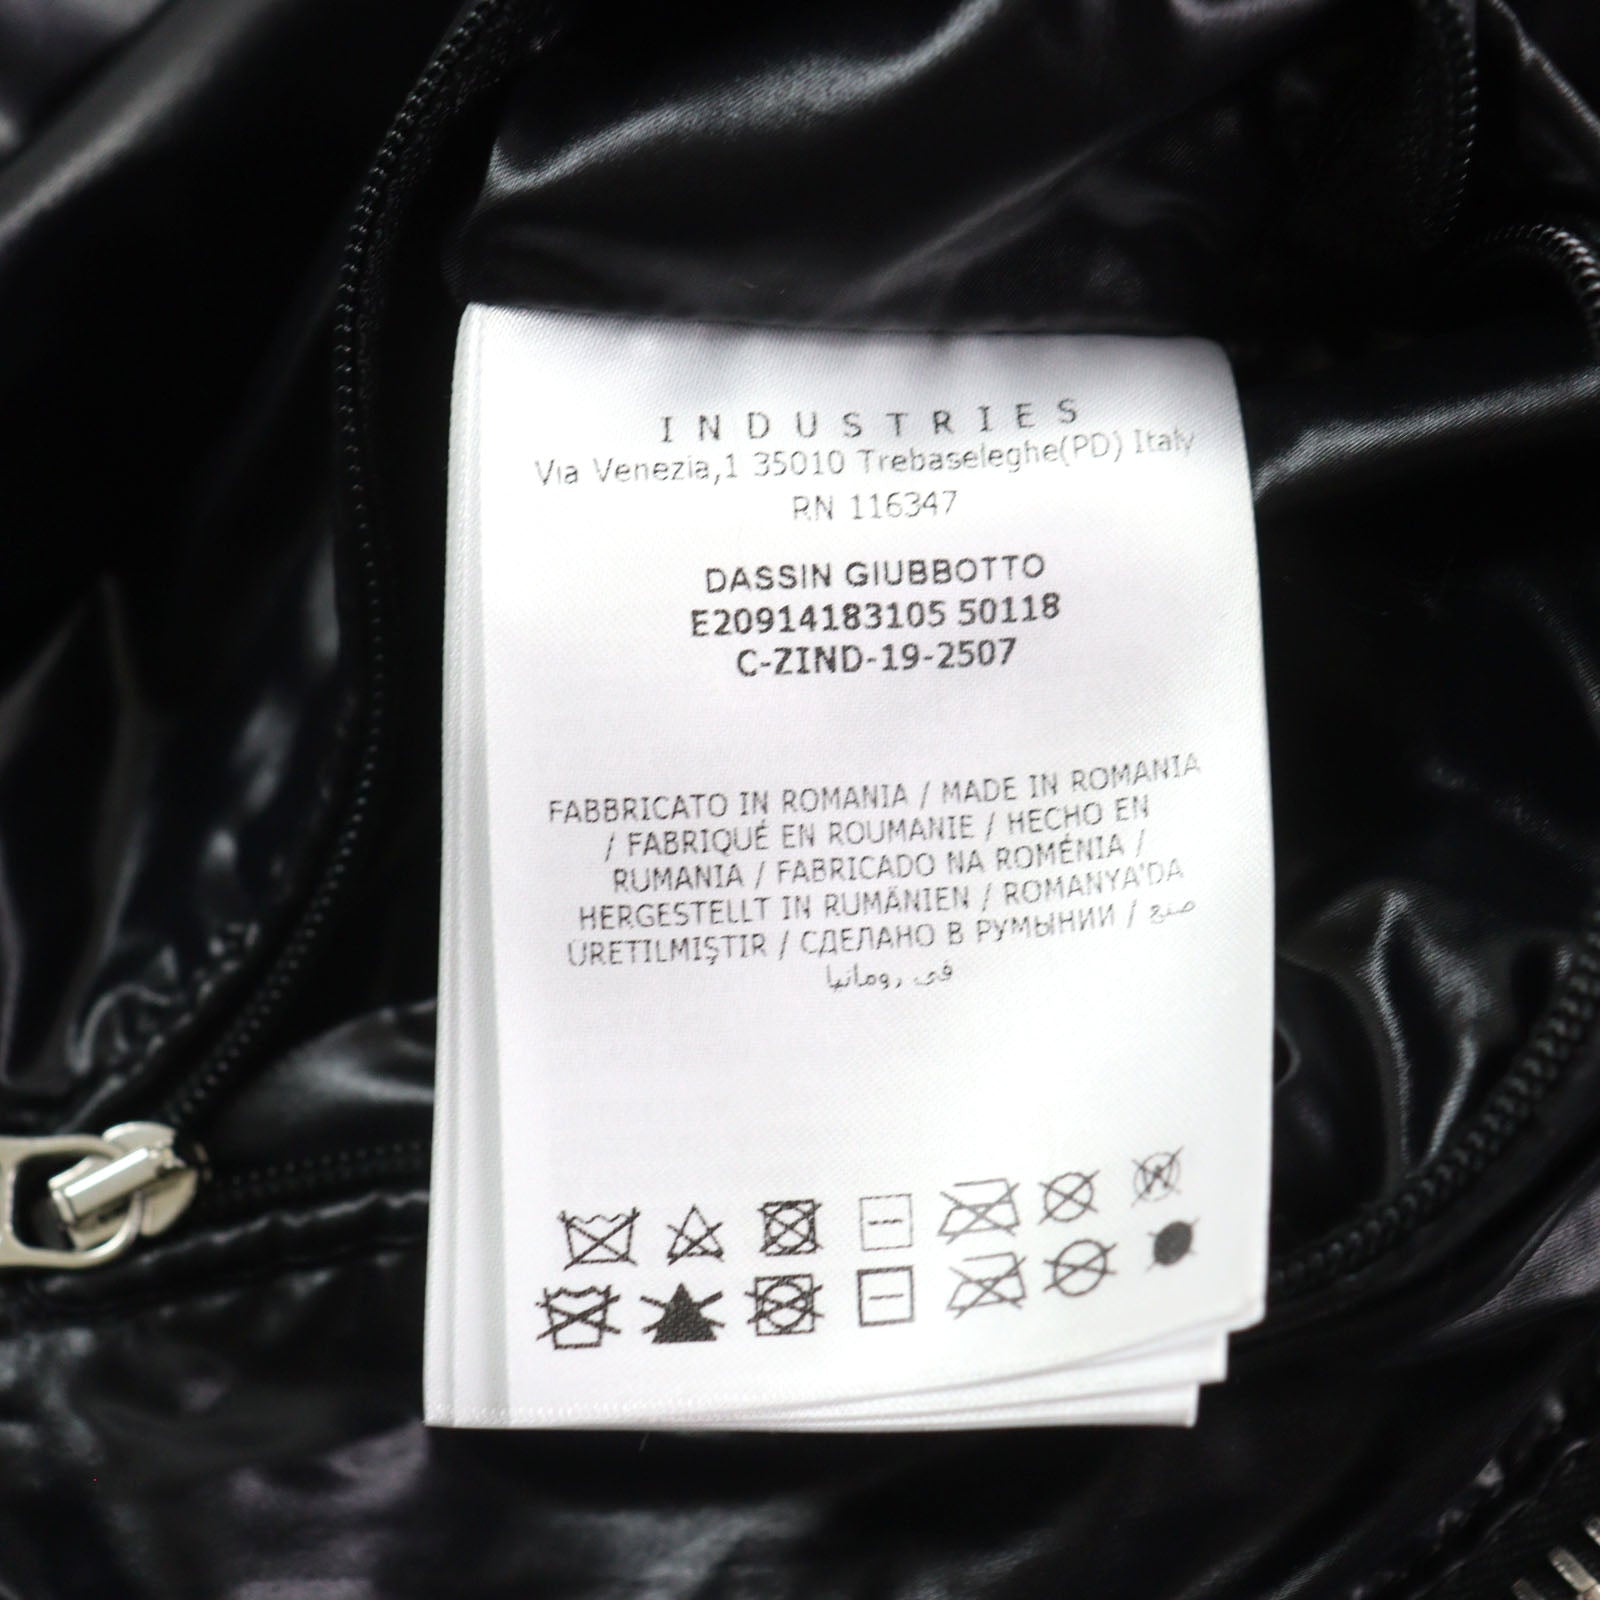 INDUSTRIES
Via Venezia,1 35010 Trebaseleghe(PD) Italy
RN 116347
DASSIN GIUBBOTTO
E20914183105 50118
C-ZIND-19-2507
FABBRICATO IN ROMANIA / MADE IN ROMANIA
/ FABRIQUÉ EN ROUMANIE / HECHO EN
RUMANIA / FABRICADO NA ROMÉNIA /
HERGESTELLT IN RUMÄNIEN / ROMANYA'DA
ÜRETILMIŞTIR / СДЕЛАНО В РУМЫНИИ / صنع
فى رومانيا
W